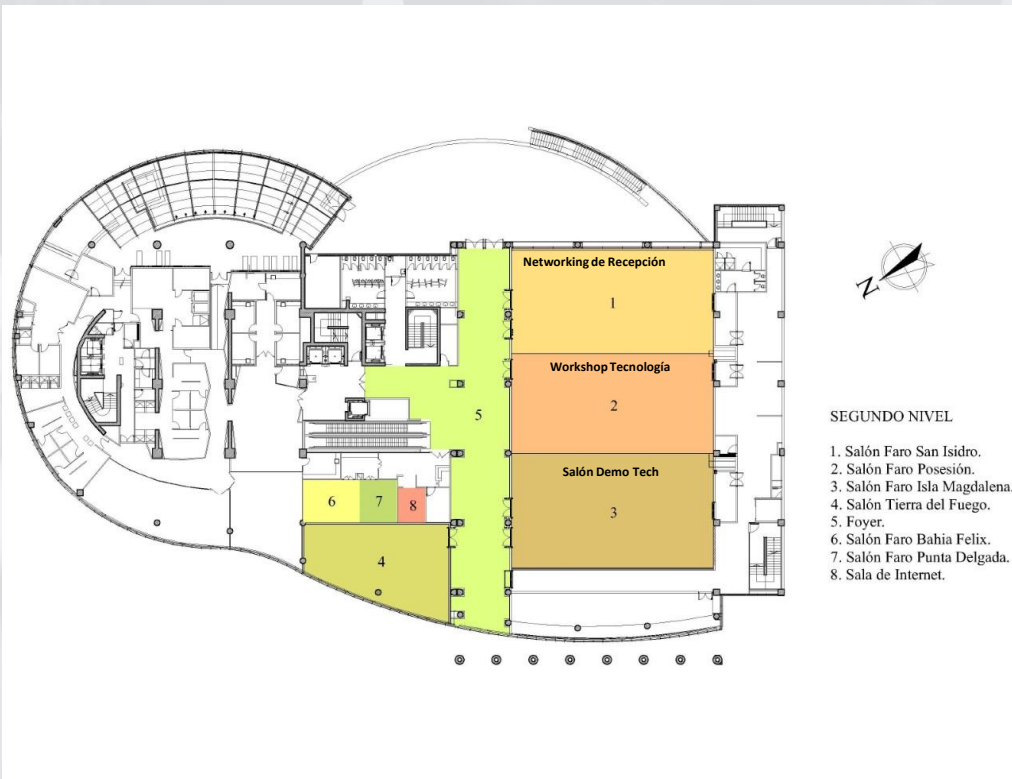 Networking de Recepción
1
Workshop Tecnología
2
5
Salón Demo Tech
3
6
7
8
4
N
SEGUNDO NIVEL
1. Salón Faro San Isidro.
2. Salón Faro Posesión.
3. Salón Faro Isla Magdalena.
4. Salón Tierra del Fuego.
5. Foyer.
6. Salón Faro Bahia Felix.
7. Salón Faro Punta Delgada.
8. Sala de Internet.